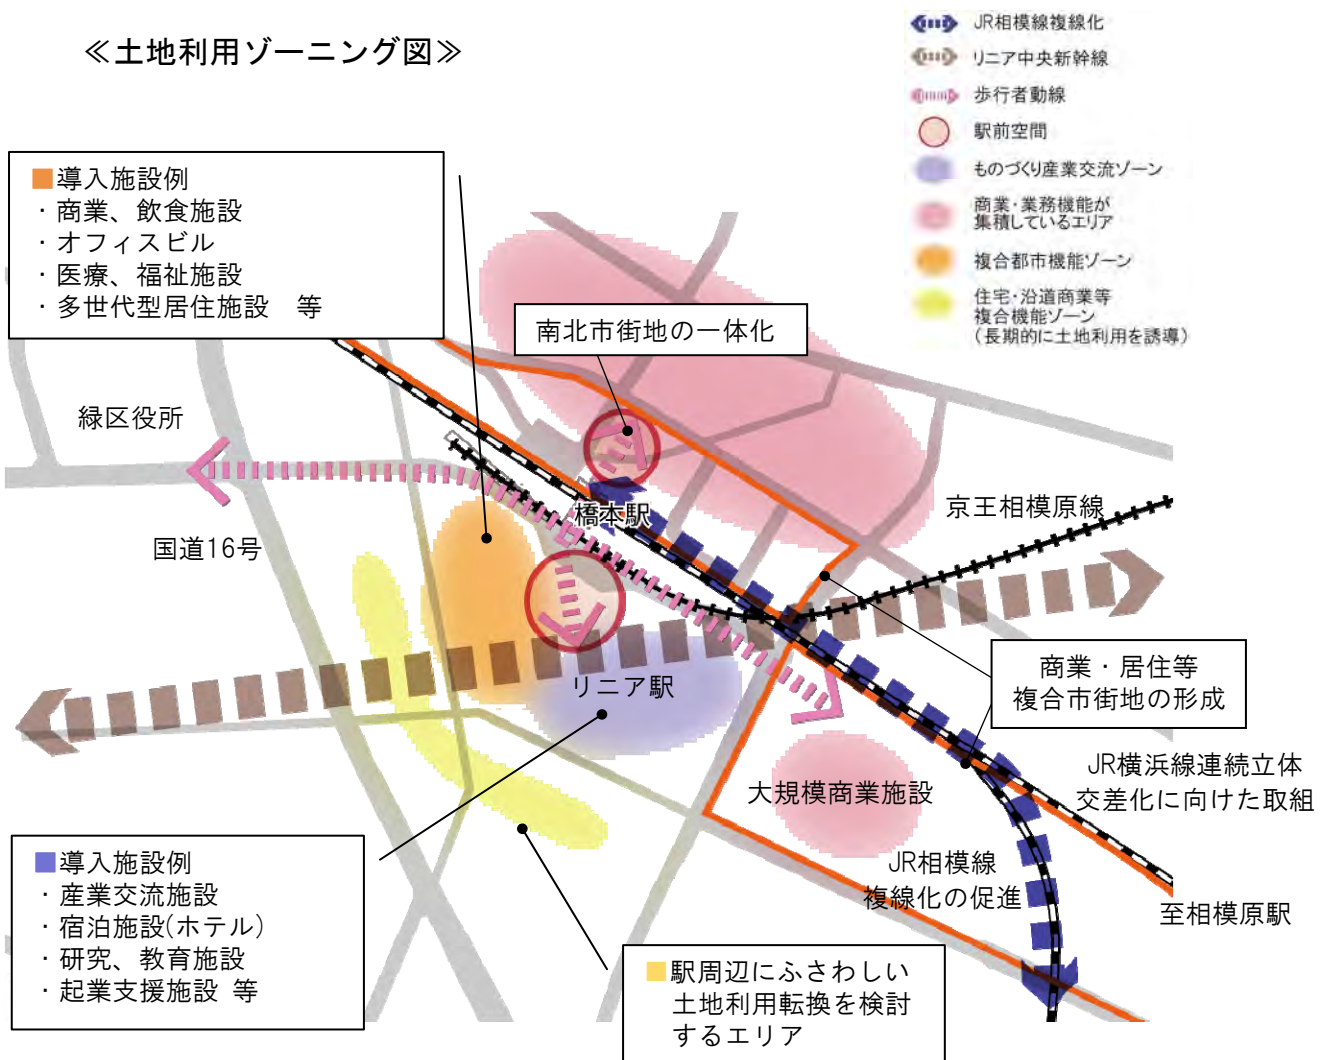 ≪土地利用ゾーニング図≫
JR相模線複線化
リニア中央新幹線
歩行者動線
駅前空間
ものづくり産業交流ゾーン
商業・業務機能が
集積しているエリア
複合都市機能ゾーン
住宅・沿道商業等
複合機能ゾーン
(長期的に土地利用を誘導)
■導入施設例
・商業、飲食施設
・オフィスビル
・医療、福祉施設
・多世代型居住施設　等
南北市街地の一体化
緑区役所
国道16号
橋本駅
京王相模原線
リニア駅
商業・居住等
複合市街地の形成
大規模商業施設
JR横浜線連続立体
交差化に向けた取組
JR相模線
複線化の促進
至相模原駅
■導入施設例
・産業交流施設
・宿泊施設(ホテル)
・研究、教育施設
・起業支援施設 等
■駅周辺にふさわしい
土地利用転換を検討
するエリア